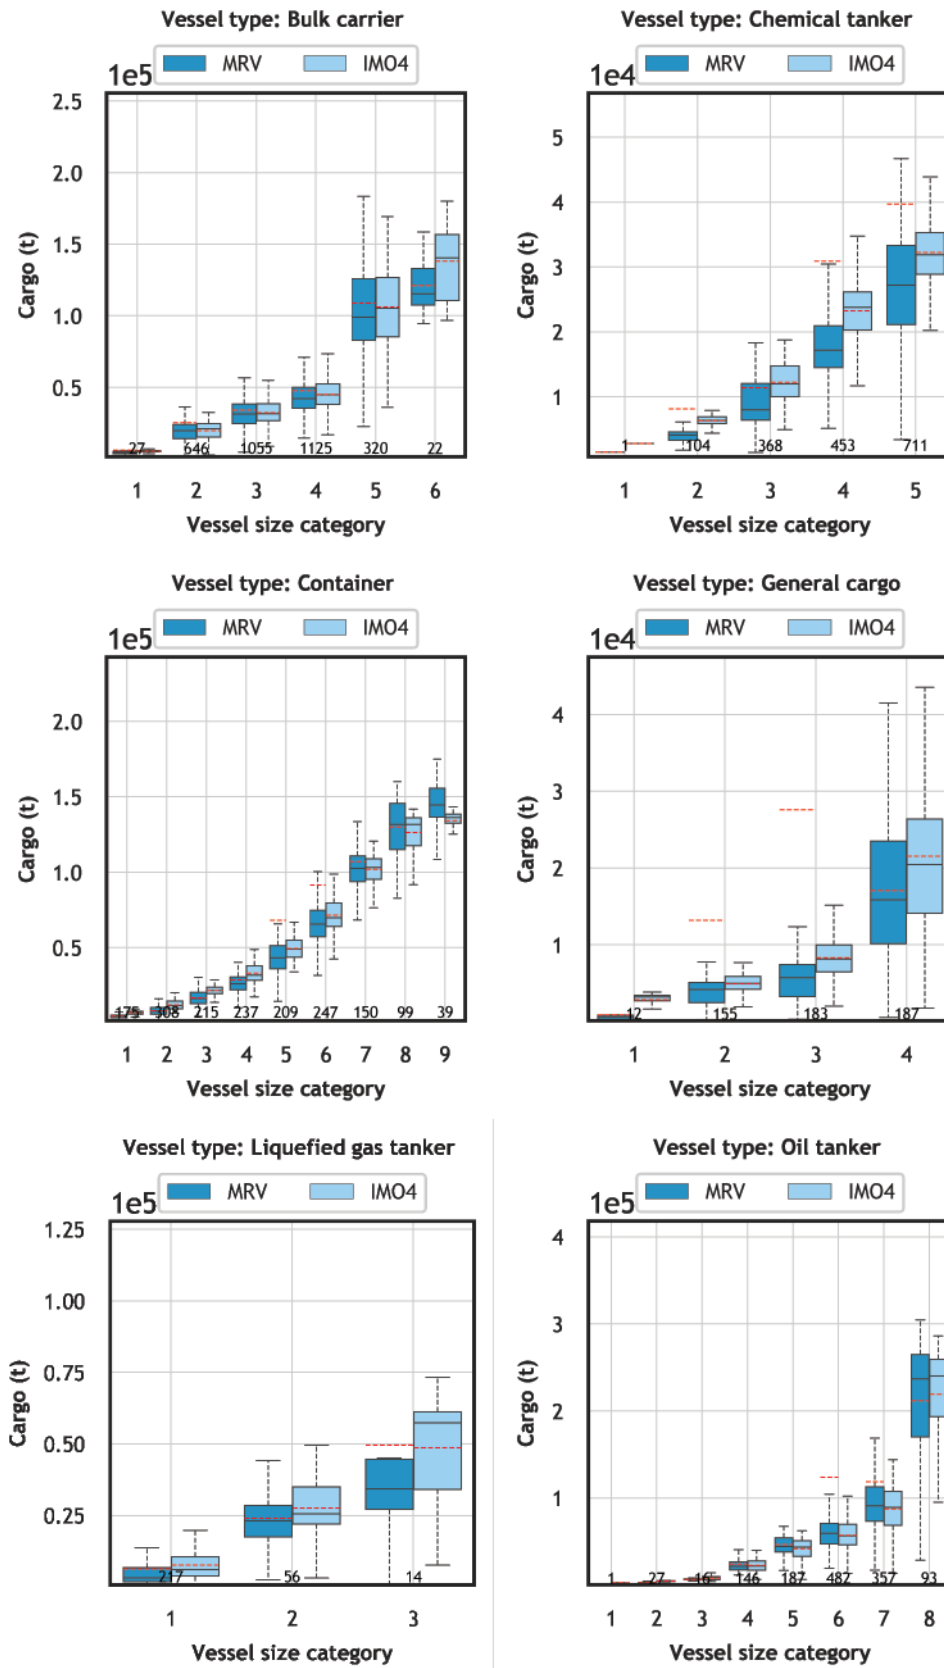 Vessel type: Bulk carrier
MRV IMO4
1e5
2.5
2.0
1.5
1.0
0.5
Cargo (t)
27 646 1055 1125 320 22
1 2 3 4 5 6
Vessel size category
Vessel type: Chemical tanker
MRV IMO4
1e4
5
4
3
2
1
Cargo (t)
1 104 368 453 711
1 2 3 4 5
Vessel size category
Vessel type: Container
MRV IMO4
1e5
2.0
1.5
1.0
0.5
Cargo (t)
175 308 215 237 209 247 150 99 39
1 2 3 4 5 6 7 8 9
Vessel size category
Vessel type: General cargo
MRV IMO4
1e4
4
3
2
1
Cargo (t)
12 155 183 187
1 2 3 4
Vessel size category
Vessel type: Liquefied gas tanker
MRV IMO4
1e5
1.25
1.00
0.75
0.50
0.25
Cargo (t)
217 56 14
1 2 3
Vessel size category
Vessel type: Oil tanker
MRV IMO4
1e5
4
3
2
1
Cargo (t)
1 27 16 146 187 482 357 93
1 2 3 4 5 6 7 8
Vessel size category